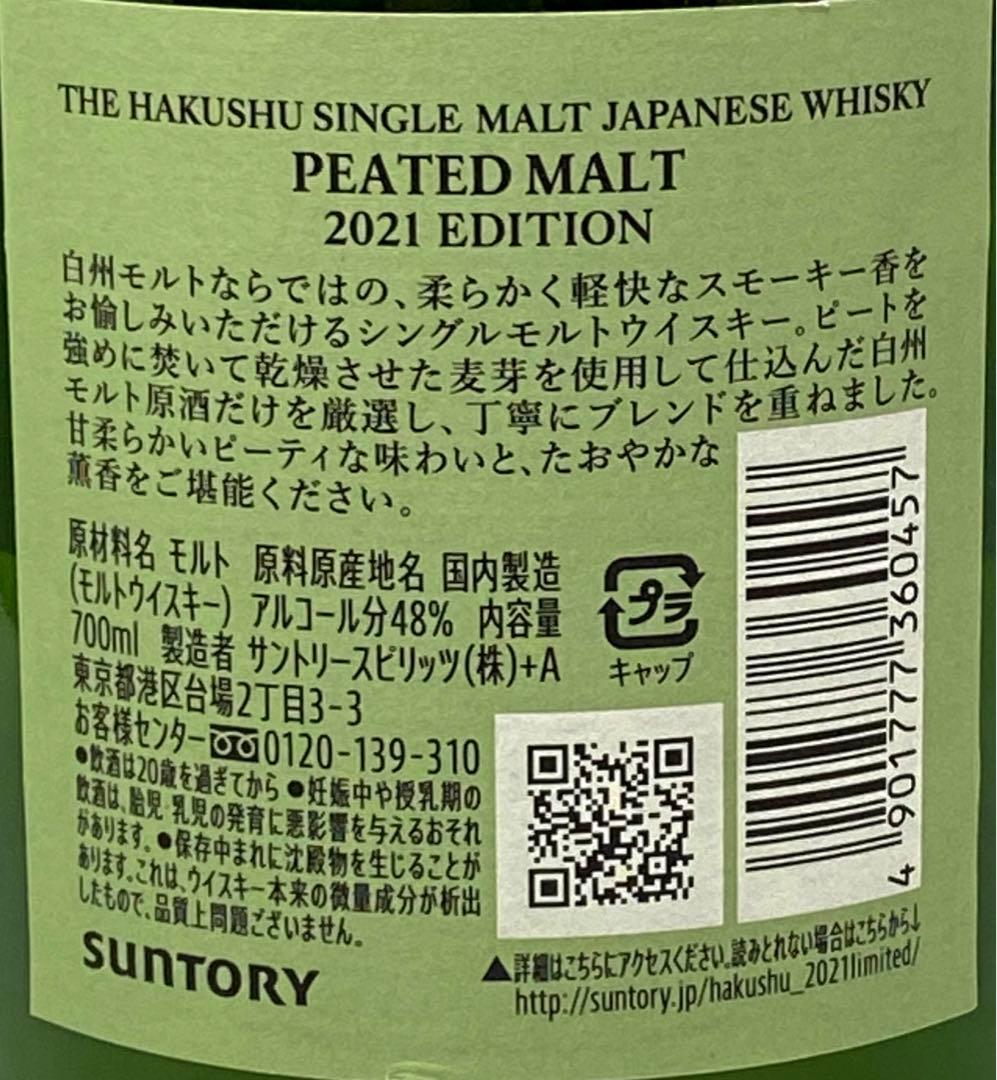 THE HAKUSHU SINGLE MALT JAPANESE WHISKY
PEATED MALT
2021 EDITION
白州モルトならではの、柔らかく軽快なスモーキー香を
お愉しみいただけるシングルモルトウイスキー。ピートを
強めに焚いて乾燥させた麦芽を使用して仕込んだ白州
モルト原酒だけを厳選し、丁寧にブレンドを重ねました。
甘柔らかいピーティな味わいと、たおやかな
薫香をご堪能ください。
原材料名 モルト 原料原産地名 国内製造
(モルトウイスキー) アルコール分48% 内容量
700ml 製造者 サントリースピリッツ(株)+A
東京都港区台場2丁目3-3
お客様センター 0120-139-310
●飲酒は20歳を過ぎてから ●妊娠中や授乳期の
飲酒は、胎児・乳児の発育に悪影響を与えるおそれ
があります。●保存中まれに沈殿物を生じることが
あります。これは、ウイスキー本来の微量成分が析出
したもので、品質上問題ございません。
SUNTORY
プラ
キャップ
4 901777 360457
▲詳細はこちらにアクセスください。読みとれない場合はこちらから↓
http://suntory.jp/hakushu_2021limited/